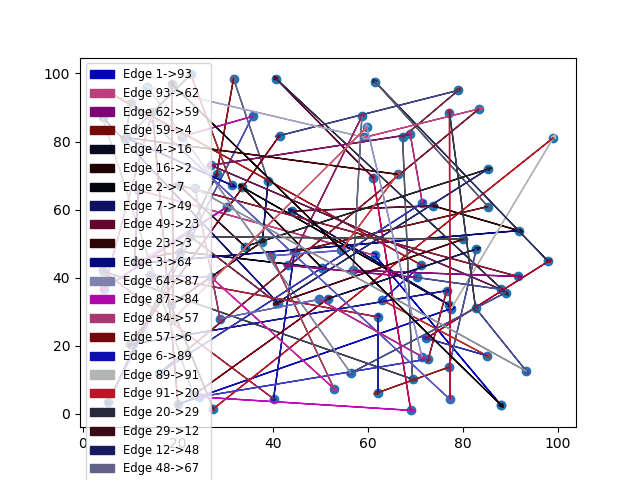 100
80
60
40
20
0
0
20
40
60
80
100
Edge 1->93
Edge 93->62
Edge 62->59
Edge 59->4
Edge 4->16
Edge 16->2
Edge 2->7
Edge 7->49
Edge 49->23
Edge 23->3
Edge 3->64
Edge 64->87
Edge 87->84
Edge 84->57
Edge 57->6
Edge 6->89
Edge 89->91
Edge 91->20
Edge 20->29
Edge 29->12
Edge 12->48
Edge 48->67